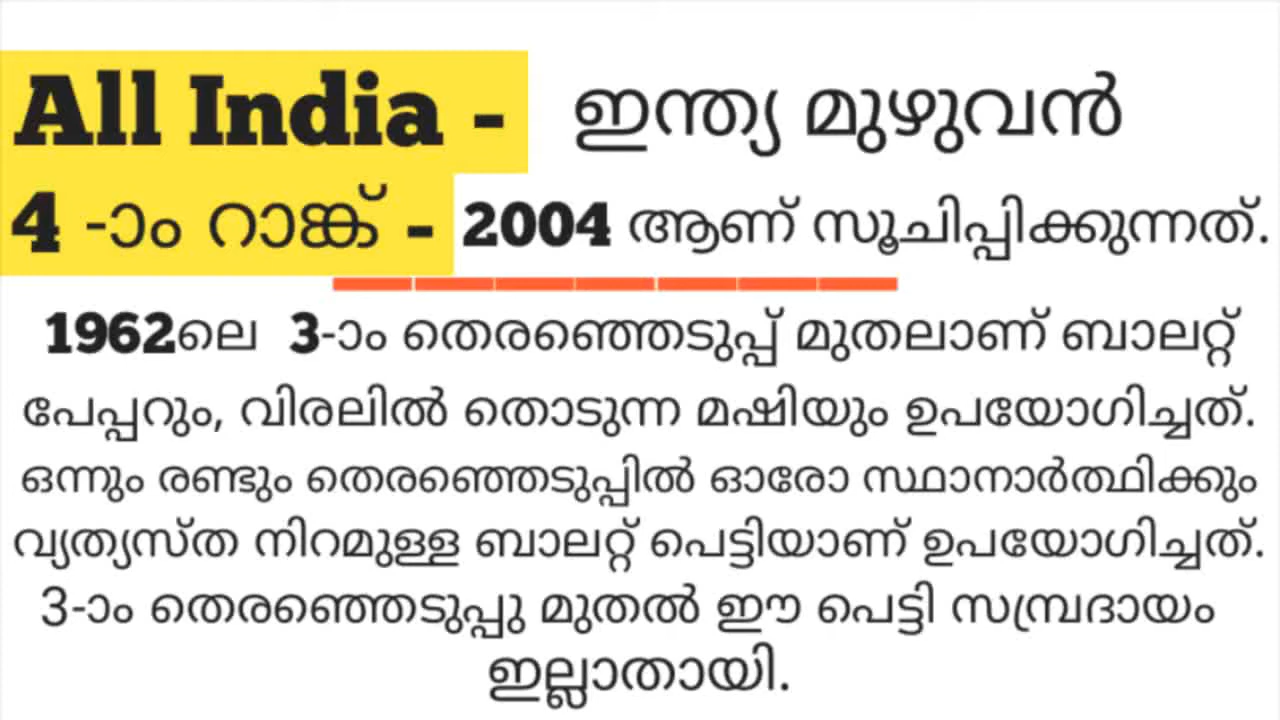 All India - ഇന്ത്യ മുഴുവൻ
4 -ാം റാങ്ക് - 2004 ആണ് സൂചിപ്പിക്കുന്നത്.
1962ലെ 3-ാം തെരഞ്ഞെടുപ്പ് മുതലാണ് ബാലറ്റ്
പേപ്പറും, വിരലിൽ തൊടുന്ന മഷിയും ഉപയോഗിച്ചത്.
ഒന്നും രണ്ടും തെരഞ്ഞെടുപ്പിൽ ഓരോ സ്ഥാനാർത്ഥിക്കും
വ്യത്യസ്ത നിറമുള്ള ബാലറ്റ് പെട്ടിയാണ് ഉപയോഗിച്ചത്.
3-ാം തെരഞ്ഞെടുപ്പു മുതൽ ഈ പെട്ടി സമ്പ്രദായം
ഇല്ലാതായി.